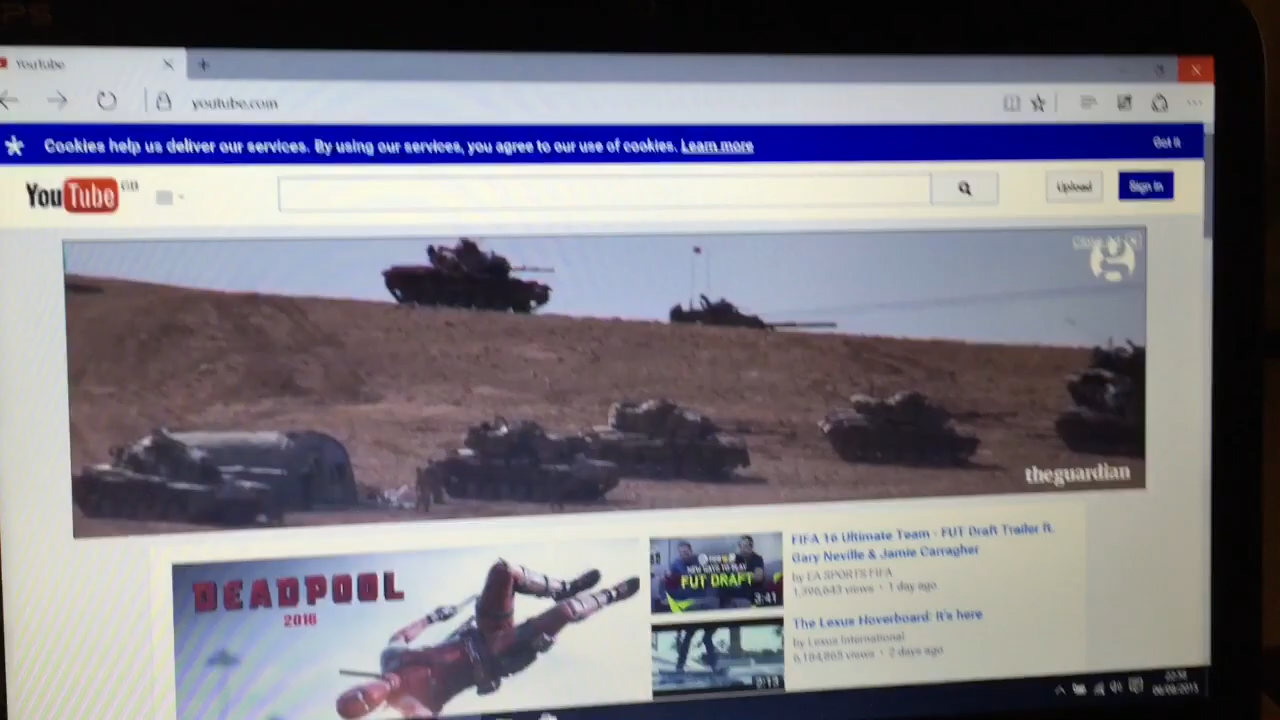 YouTube
youtube.com
Cookies help us deliver our services. By using our services, you agree to our use of cookies. Learn more
Got it
YouTube GB
Upload
Sign in
theguardian
DEADPOOL
2016
FUT DRAFT
3:41
FIFA 16 Ultimate Team - FUT Draft Trailer ft.
Gary Neville & Jamie Carragher
by EA SPORTS FIFA
1 day ago
The Lexus Hoverboard: It's here
by Lexus International
2 days ago